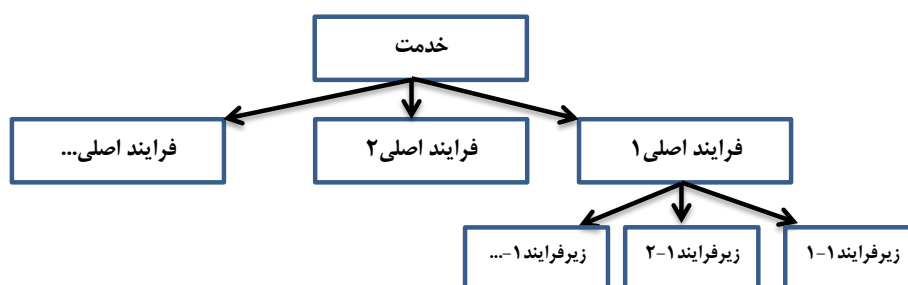 خدمت
فرایند اصلی۱
فرایند اصلی۲
فرایند اصلی...
زیرفرایند۱-۱
زیرفرایند۱-۲
زیرفرایند۱-...